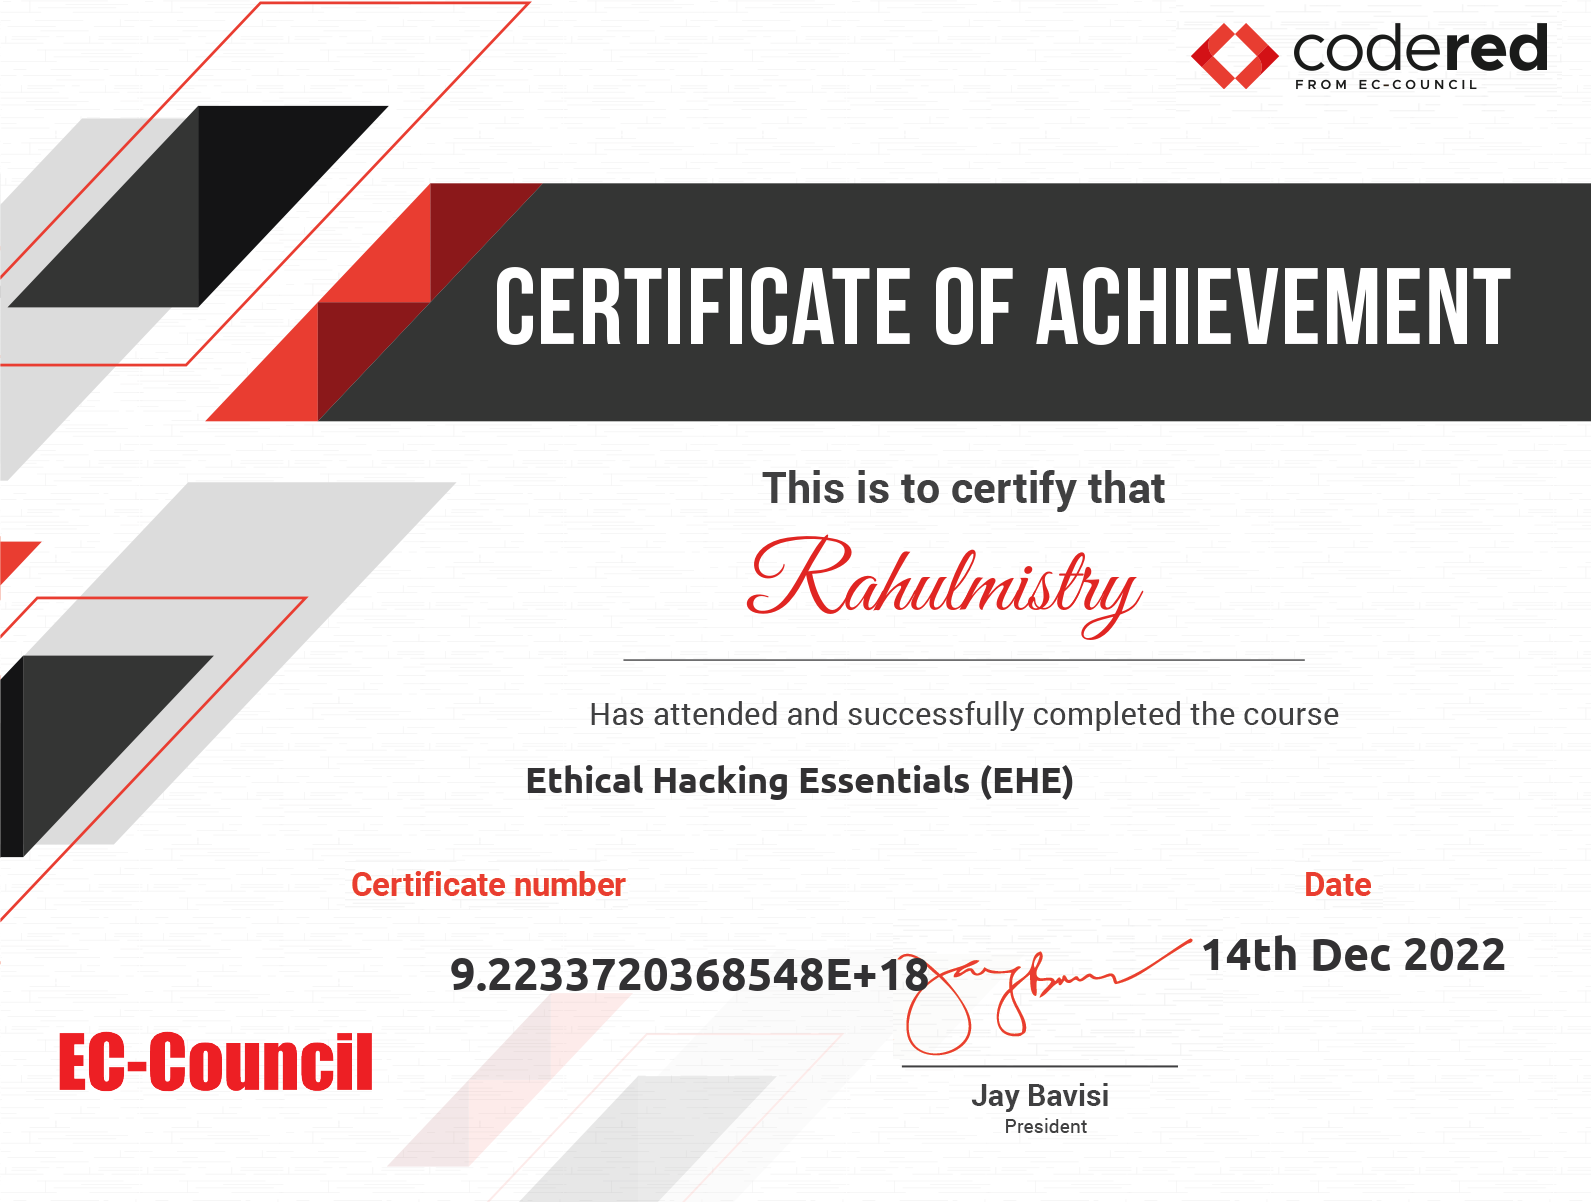 codered
FROM EC-COUNCIL
CERTIFICATE OF ACHIEVEMENT
This is to certify that
Rahulmistry
Has attended and successfully completed the course
Ethical Hacking Essentials (EHE)
Certificate number
Date
9.2233720368548E+18
14th Dec 2022
EC-Council
Jay Bavisi
President